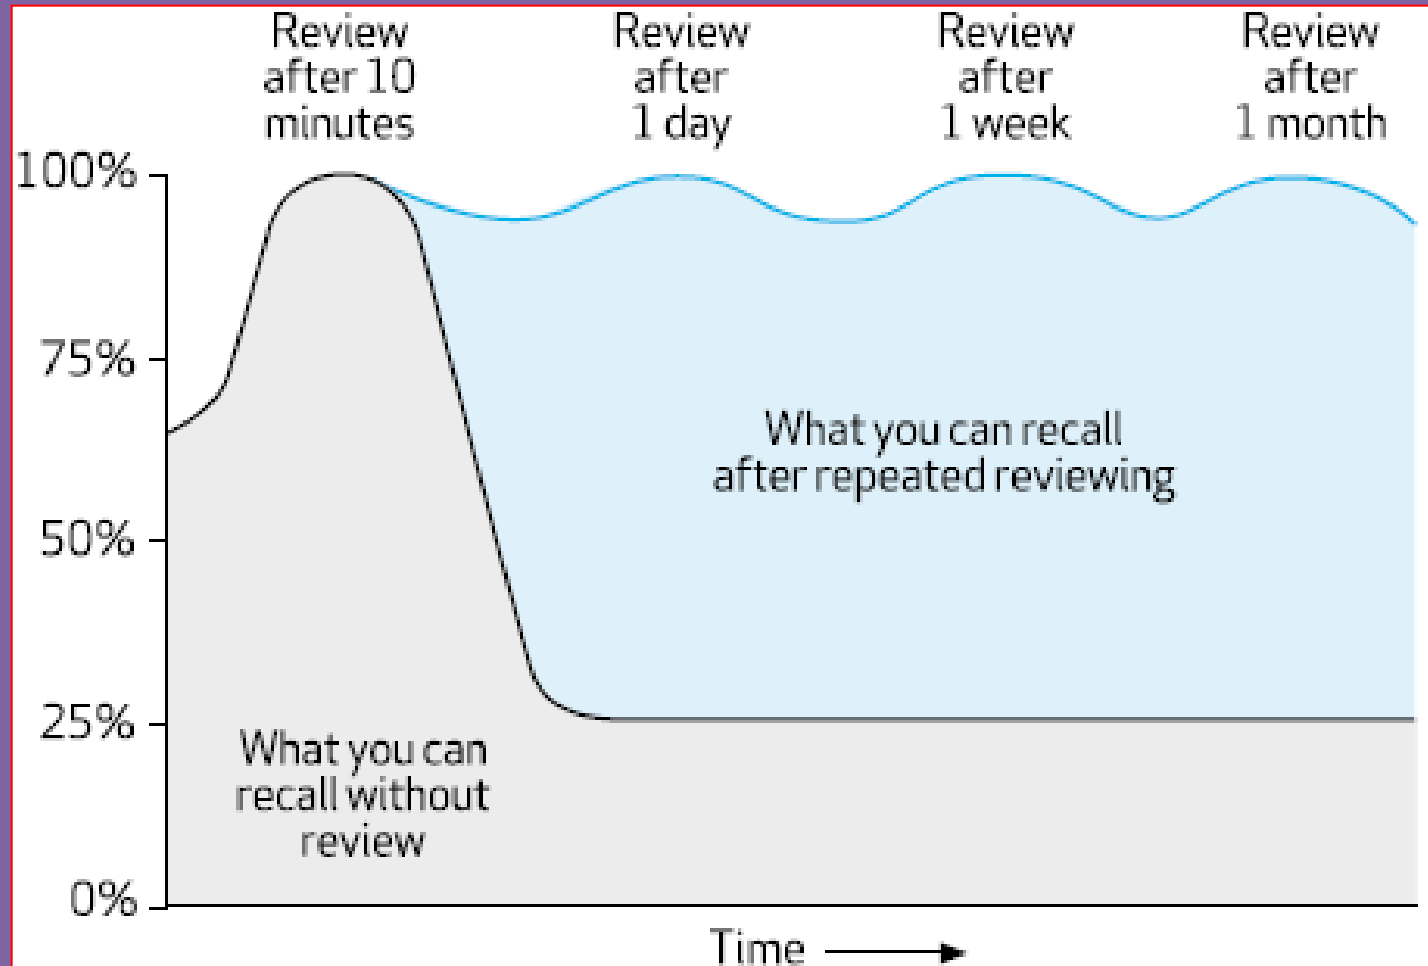 Review
after 10
minutes
Review
after
1 day
Review
after
1 week
Review
after
1 month
100%
75%
50%
25%
0%
What you can recall
after repeated reviewing
What you can
recall without
review
Time